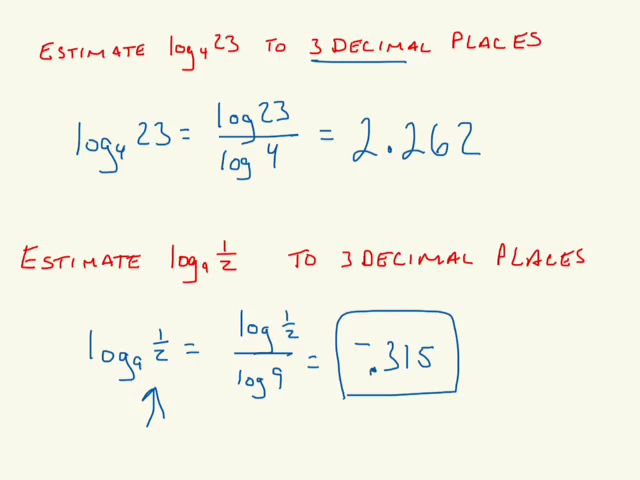 ESTIMATE log₄ 23 TO 3 DECIMAL PLACES
log₄ 23 = log 23 / log 4 = 2.262
ESTIMATE log₉ 1/2 TO 3 DECIMAL PLACES
log₉ 1/2 = log 1/2 / log 9 = -.315